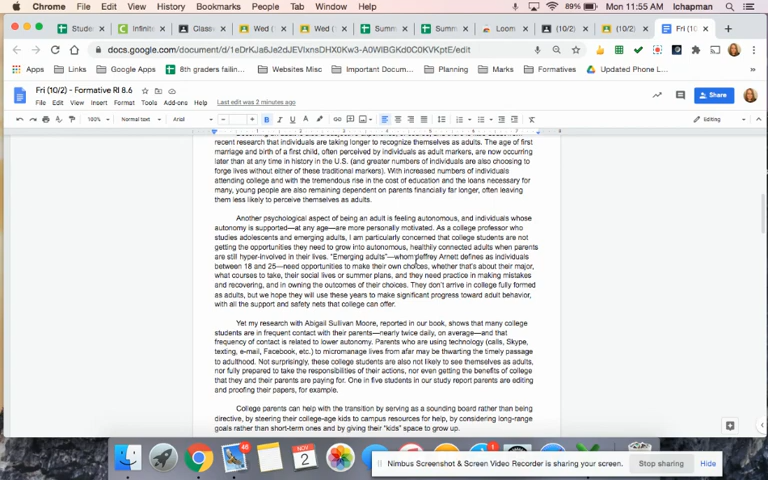 Chrome File Edit View History Bookmarks People Tab Window Help 89% Mon 11:55 AM lchapman
Stude Infinite Classw Wed ( Wed ( Summ Summ Loom (10/2) (10/2) Fri (10
docs.google.com/document/d/1eDrKJa6Je2dJEVlxnsDHX0Kw3-A0WlBGKd0C0KVKptE/edit
Apps Links Google Apps 8th graders failin... Websites Misc Important Docum... Planning Marks Formatives Updated Phone L...
Fri (10/2) - Formative RI 8.6
File Edit View Insert Format Tools Add-ons Help Last edit was 2 minutes ago
Share
100% Normal text Arial B I U A Editing
recent research that individuals are taking longer to recognize themselves as adults. The age of first
marriage and birth of a first child, often perceived by individuals as adult markers, are now occurring
later than at any time in history in the U.S. (and greater numbers of individuals are also choosing to
forge lives without either of these traditional markers). With increased numbers of individuals
attending college and with the tremendous rise in the cost of education and the loans necessary for
many, young people are also remaining dependent on parents financially far longer, often leaving
them less likely to perceive themselves as adults.
Another psychological aspect of being an adult is feeling autonomous, and individuals whose
autonomy is supported—at any age—are more personally motivated. As a college professor who
studies adolescents and emerging adults, I am particularly concerned that college students are not
getting the opportunities they need to grow into autonomous, healthily connected adults when parents
are still hyper-involved in their lives. "Emerging adults"—whom Jeffrey Arnett defines as individuals
between 18 and 25—need opportunities to make their own choices, whether that's about their major,
what courses to take, their social lives or summer plans, and they need practice in making mistakes
and recovering, and in owning the outcomes of their choices. They don't arrive in college fully formed
as adults, but we hope they will use these years to make significant progress toward adult behavior,
with all the support and safety nets that college can offer.
Yet my research with Abigail Sullivan Moore, reported in our book, shows that many college
students are in frequent contact with their parents—nearly twice daily, on average—and that
frequency of contact is related to lower autonomy. Parents who are using technology (calls, Skype,
texting, e-mail, Facebook, etc.) to micromanage lives from afar may be thwarting the timely passage
to adulthood. Not surprisingly, these college students are also not likely to see themselves as adults,
nor fully prepared to take the responsibilities of their actions, nor even getting the benefits of college
that they and their parents are paying for. One in five students in our study report parents are editing
and proofing their papers, for example.
College parents can help with the transition by serving as a sounding board rather than being
directive, by steering their college-age kids to campus resources for help, by considering long-range
goals rather than short-term ones and by giving their "kids" space to grow up.
NOV
2
Nimbus Screenshot & Screen Video Recorder is sharing your screen. Stop sharing Hide